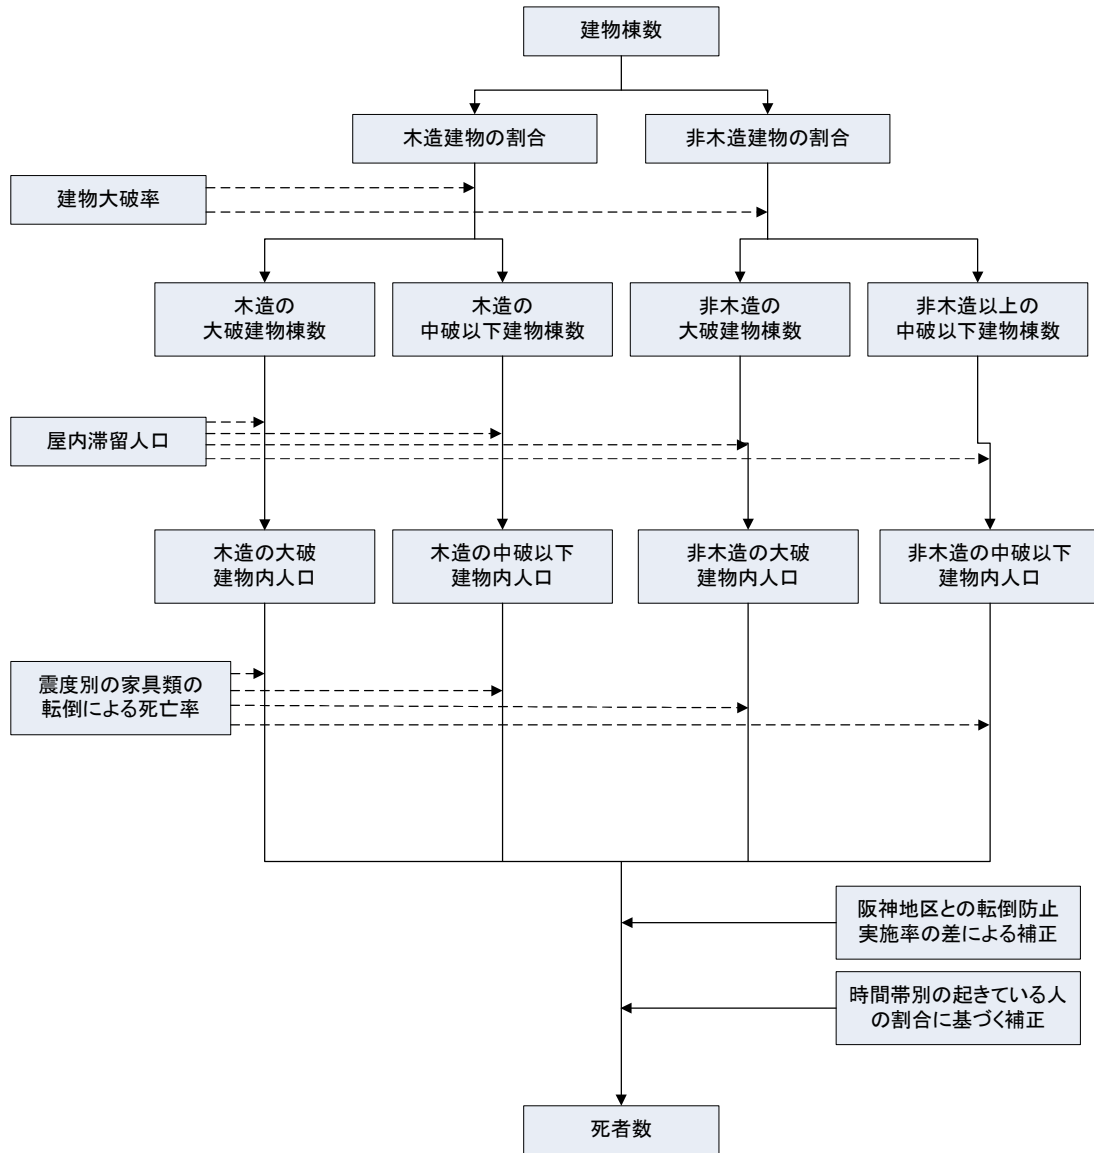 建物棟数
木造建物の割合
非木造建物の割合
建物大破率
木造の
大破建物棟数
木造の
中破以下建物棟数
非木造の
大破建物棟数
非木造以上の
中破以下建物棟数
屋内滞留人口
木造の大破
建物内人口
木造の中破以下
建物内人口
非木造の大破
建物内人口
非木造の中破以下
建物内人口
震度別の家具類の
転倒による死亡率
阪神地区との転倒防止
実施率の差による補正
時間帯別の起きている人
の割合に基づく補正
死者数